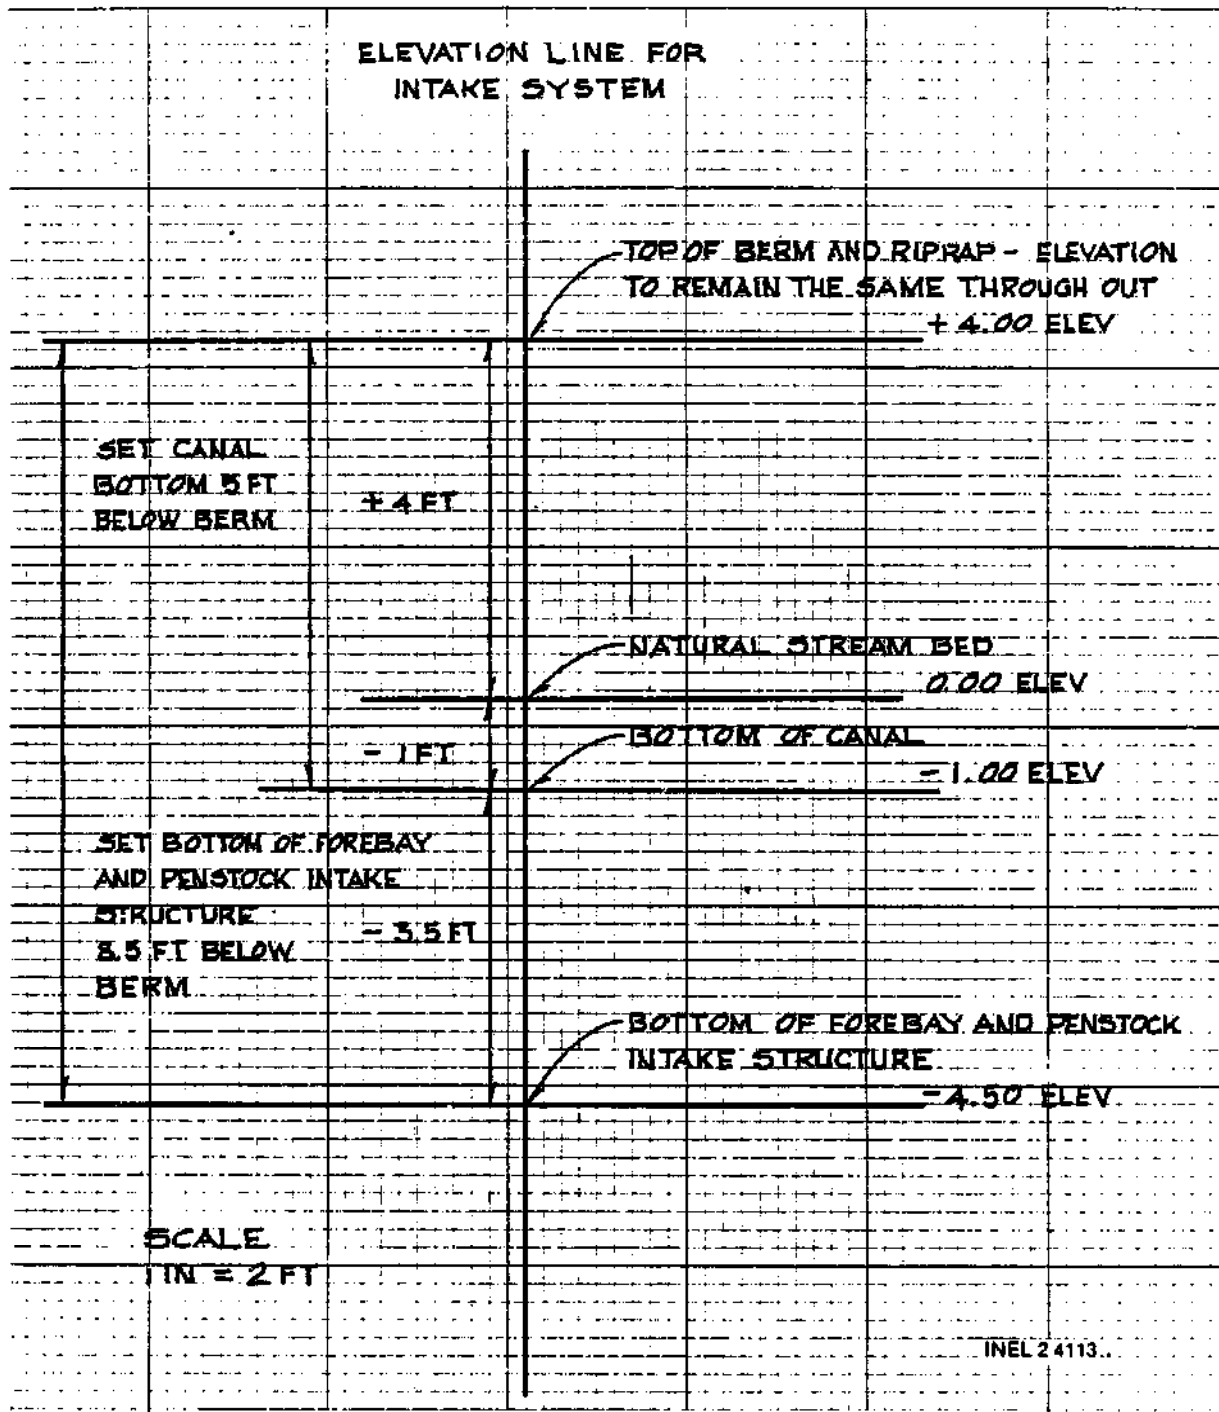 ELEVATION LINE FOR
INTAKE SYSTEM
TOP OF BERM AND RIPRAP - ELEVATION
TO REMAIN THE SAME THROUGH OUT
+ 4.00 ELEV
SET CANAL
BOTTOM 5 FT
BELOW BERM
+ 4 FT
NATURAL STREAM BED
0.00 ELEV
- 1 FT
BOTTOM OF CANAL
- 1.00 ELEV
SET BOTTOM OF FOREBAY
AND PENSTOCK INTAKE
STRUCTURE
8.5 FT BELOW
BERM
- 3.5 FT
BOTTOM OF FOREBAY AND PENSTOCK
INTAKE STRUCTURE
- 4.50 ELEV
SCALE
1 IN = 2 FT
INEL 2 4113